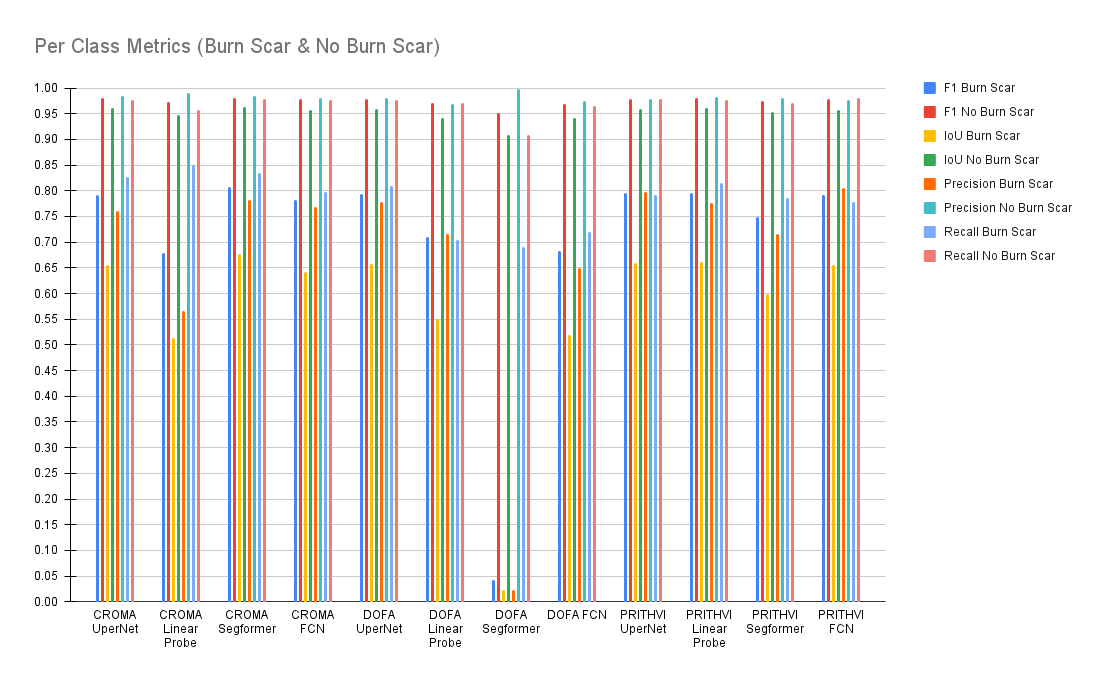 Per Class Metrics (Burn Scar & No Burn Scar)
1.00
0.95
0.90
0.85
0.80
0.75
0.70
0.65
0.60
0.55
0.50
0.45
0.40
0.35
0.30
0.25
0.20
0.15
0.10
0.05
0.00
CROMA
UperNet
CROMA
Linear
Probe
CROMA
Segformer
CROMA
FCN
DOFA
UperNet
DOFA
Linear
Probe
DOFA
Segformer
DOFA FCN
PRITHVI
UperNet
PRITHVI
Linear
Probe
PRITHVI
Segformer
PRITHVI
FCN
F1 Burn Scar
F1 No Burn Scar
IoU Burn Scar
IoU No Burn Scar
Precision Burn Scar
Precision No Burn Scar
Recall Burn Scar
Recall No Burn Scar